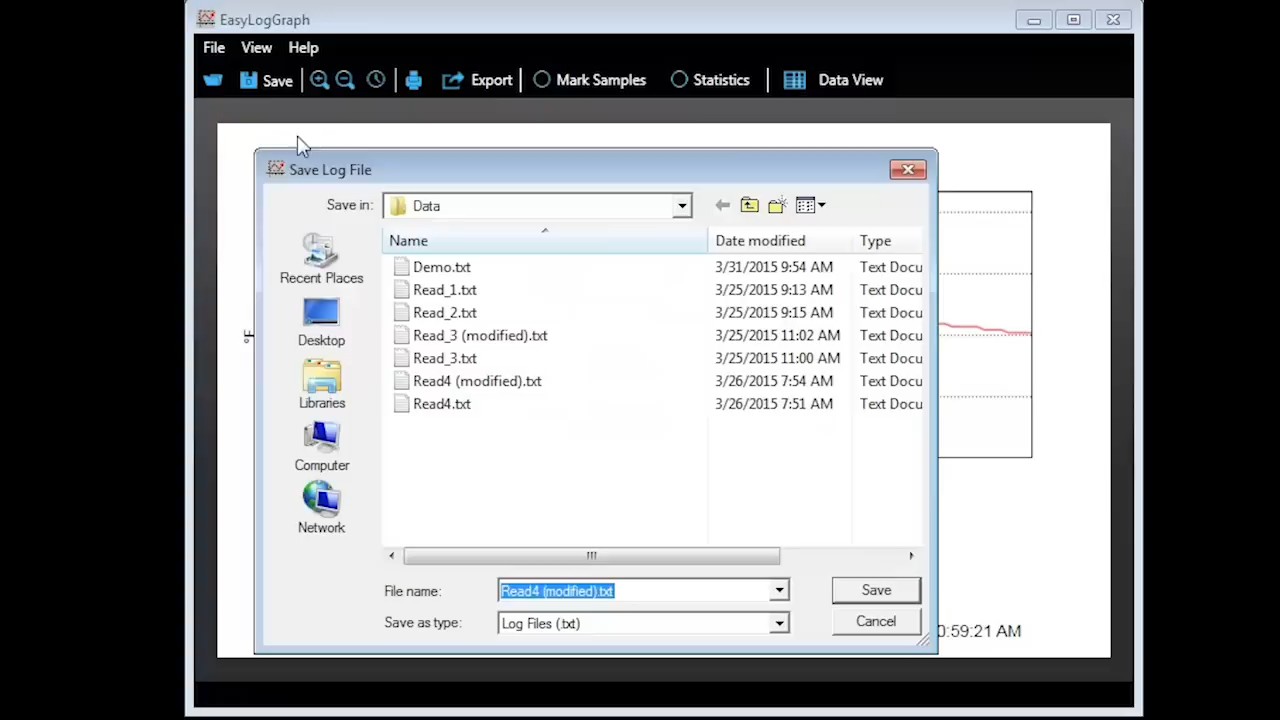 EasyLogGraph
File View Help
Save Export Mark Samples Statistics Data View
Save Log File
Save in: Data
Name Date modified Type
Demo.txt 3/31/2015 9:54 AM Text Docu
Read_1.txt 3/25/2015 9:13 AM Text Docu
Read_2.txt 3/25/2015 9:15 AM Text Docu
Read_3 (modified).txt 3/25/2015 11:02 AM Text Docu
Read_3.txt 3/25/2015 11:00 AM Text Docu
Read4 (modified).txt 3/26/2015 7:54 AM Text Docu
Read4.txt 3/26/2015 7:51 AM Text Docu
Recent Places
Desktop
Libraries
Computer
Network
°F
File name: Read4 (modified).txt Save
Save as type: Log Files (.txt) Cancel
0:59:21 AM